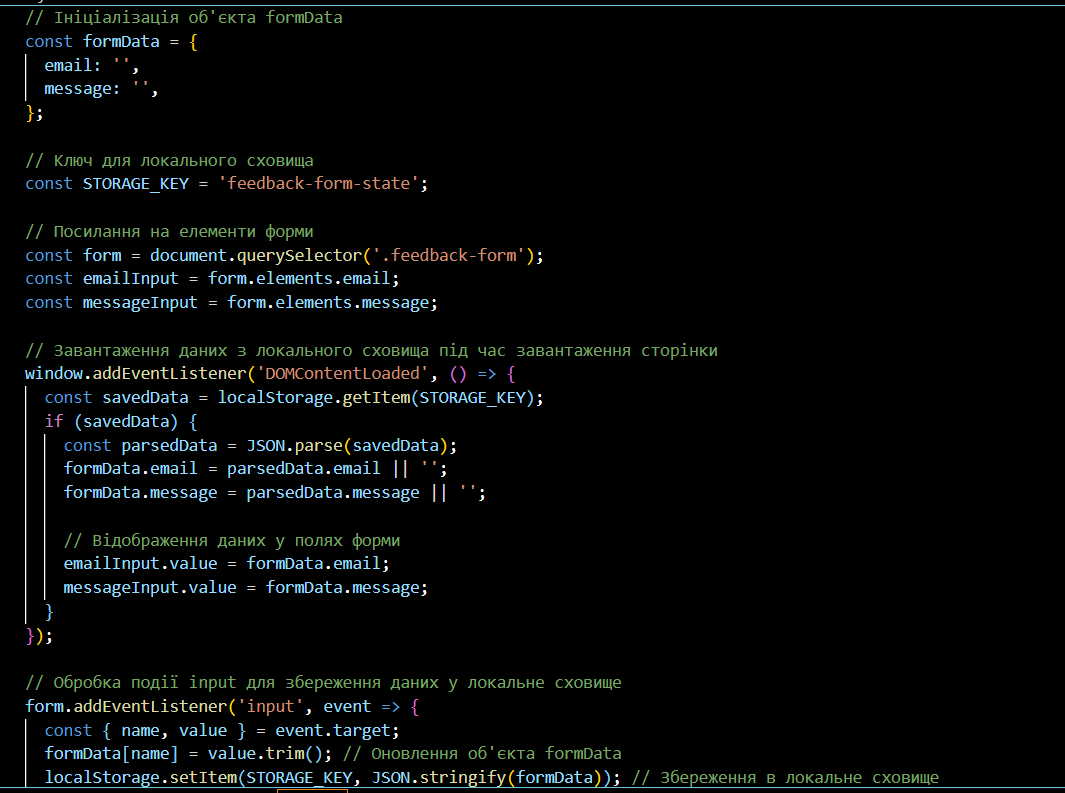 // Ініціалізація об'єкта formData
const formData = {
email: '',
message: '',
};
// Ключ для локального сховища
const STORAGE_KEY = 'feedback-form-state';
// Посилання на елементи форми
const form = document.querySelector('.feedback-form');
const emailInput = form.elements.email;
const messageInput = form.elements.message;
// Завантаження даних з локального сховища під час завантаження сторінки
window.addEventListener('DOMContentLoaded', () => {
const savedData = localStorage.getItem(STORAGE_KEY);
if (savedData) {
const parsedData = JSON.parse(savedData);
formData.email = parsedData.email || '';
formData.message = parsedData.message || '';
// Відображення даних у полях форми
emailInput.value = formData.email;
messageInput.value = formData.message;
}
});
// Обробка події input для збереження даних у локальне сховище
form.addEventListener('input', event => {
const { name, value } = event.target;
formData[name] = value.trim(); // Оновлення об'єкта formData
localStorage.setItem(STORAGE_KEY, JSON.stringify(formData)); // Збереження в локальне сховище